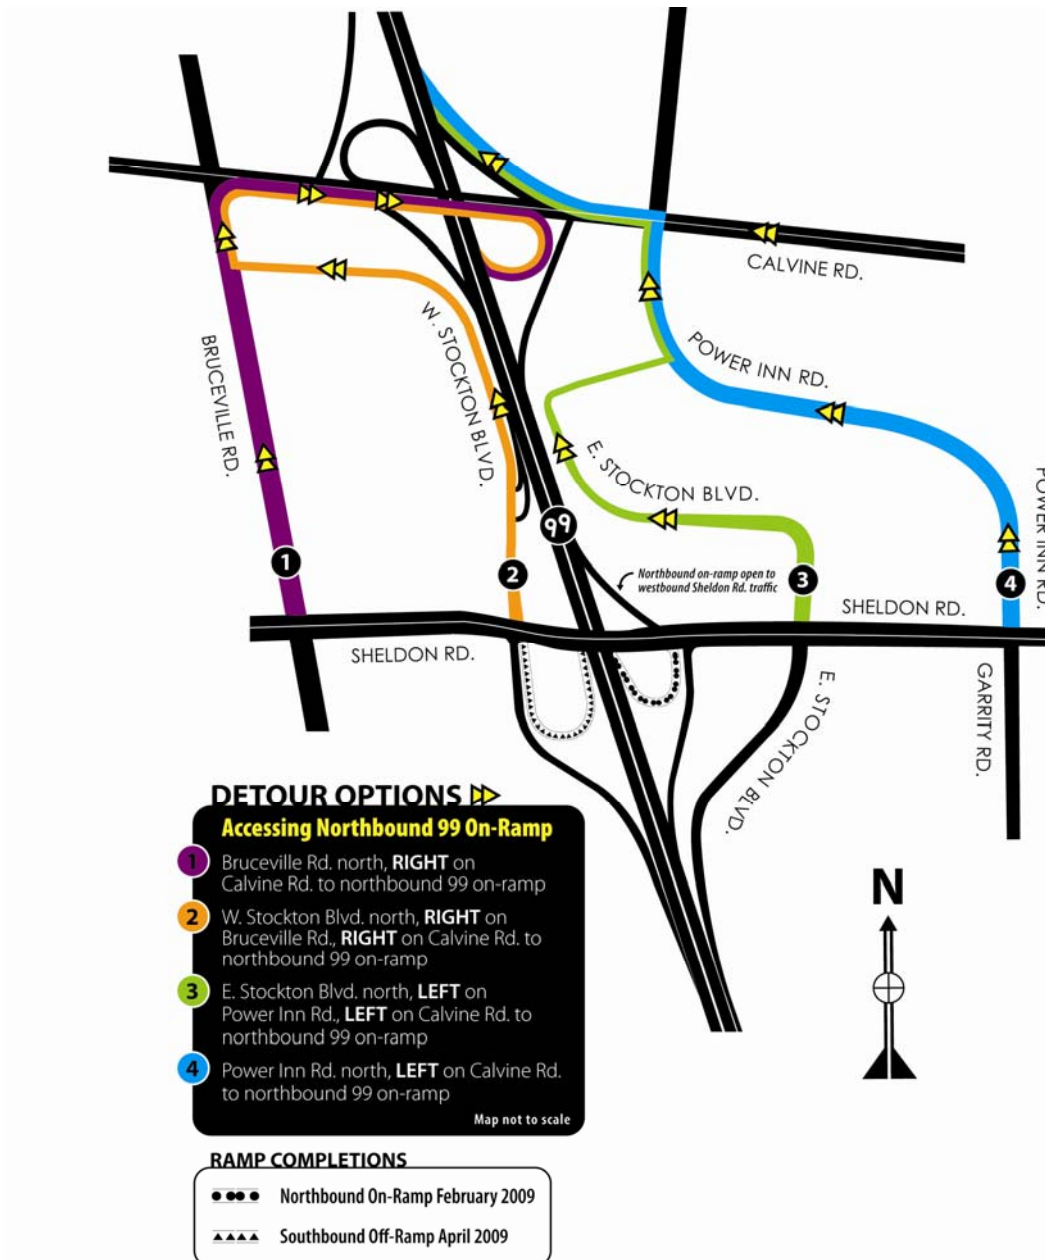 CALVINE RD.
BRUCEVILLE RD.
W. STOCKTON BLVD.
POWER INN RD.
E. STOCKTON BLVD.
POWER INN RD.
99
1
2
3
4
Northbound on-ramp open to
westbound Sheldon Rd. traffic
SHELDON RD.
SHELDON RD.
E. STOCKTON BLVD.
GARRITY RD.
DETOUR OPTIONS
Accessing Northbound 99 On-Ramp
1 Bruceville Rd. north, RIGHT on
Calvine Rd. to northbound 99 on-ramp
2 W. Stockton Blvd. north, RIGHT on
Bruceville Rd., RIGHT on Calvine Rd. to
northbound 99 on-ramp
3 E. Stockton Blvd. north, LEFT on
Power Inn Rd., LEFT on Calvine Rd. to
northbound 99 on-ramp
4 Power Inn Rd. north, LEFT on Calvine Rd.
to northbound 99 on-ramp
Map not to scale
N
RAMP COMPLETIONS
Northbound On-Ramp February 2009
Southbound Off-Ramp April 2009